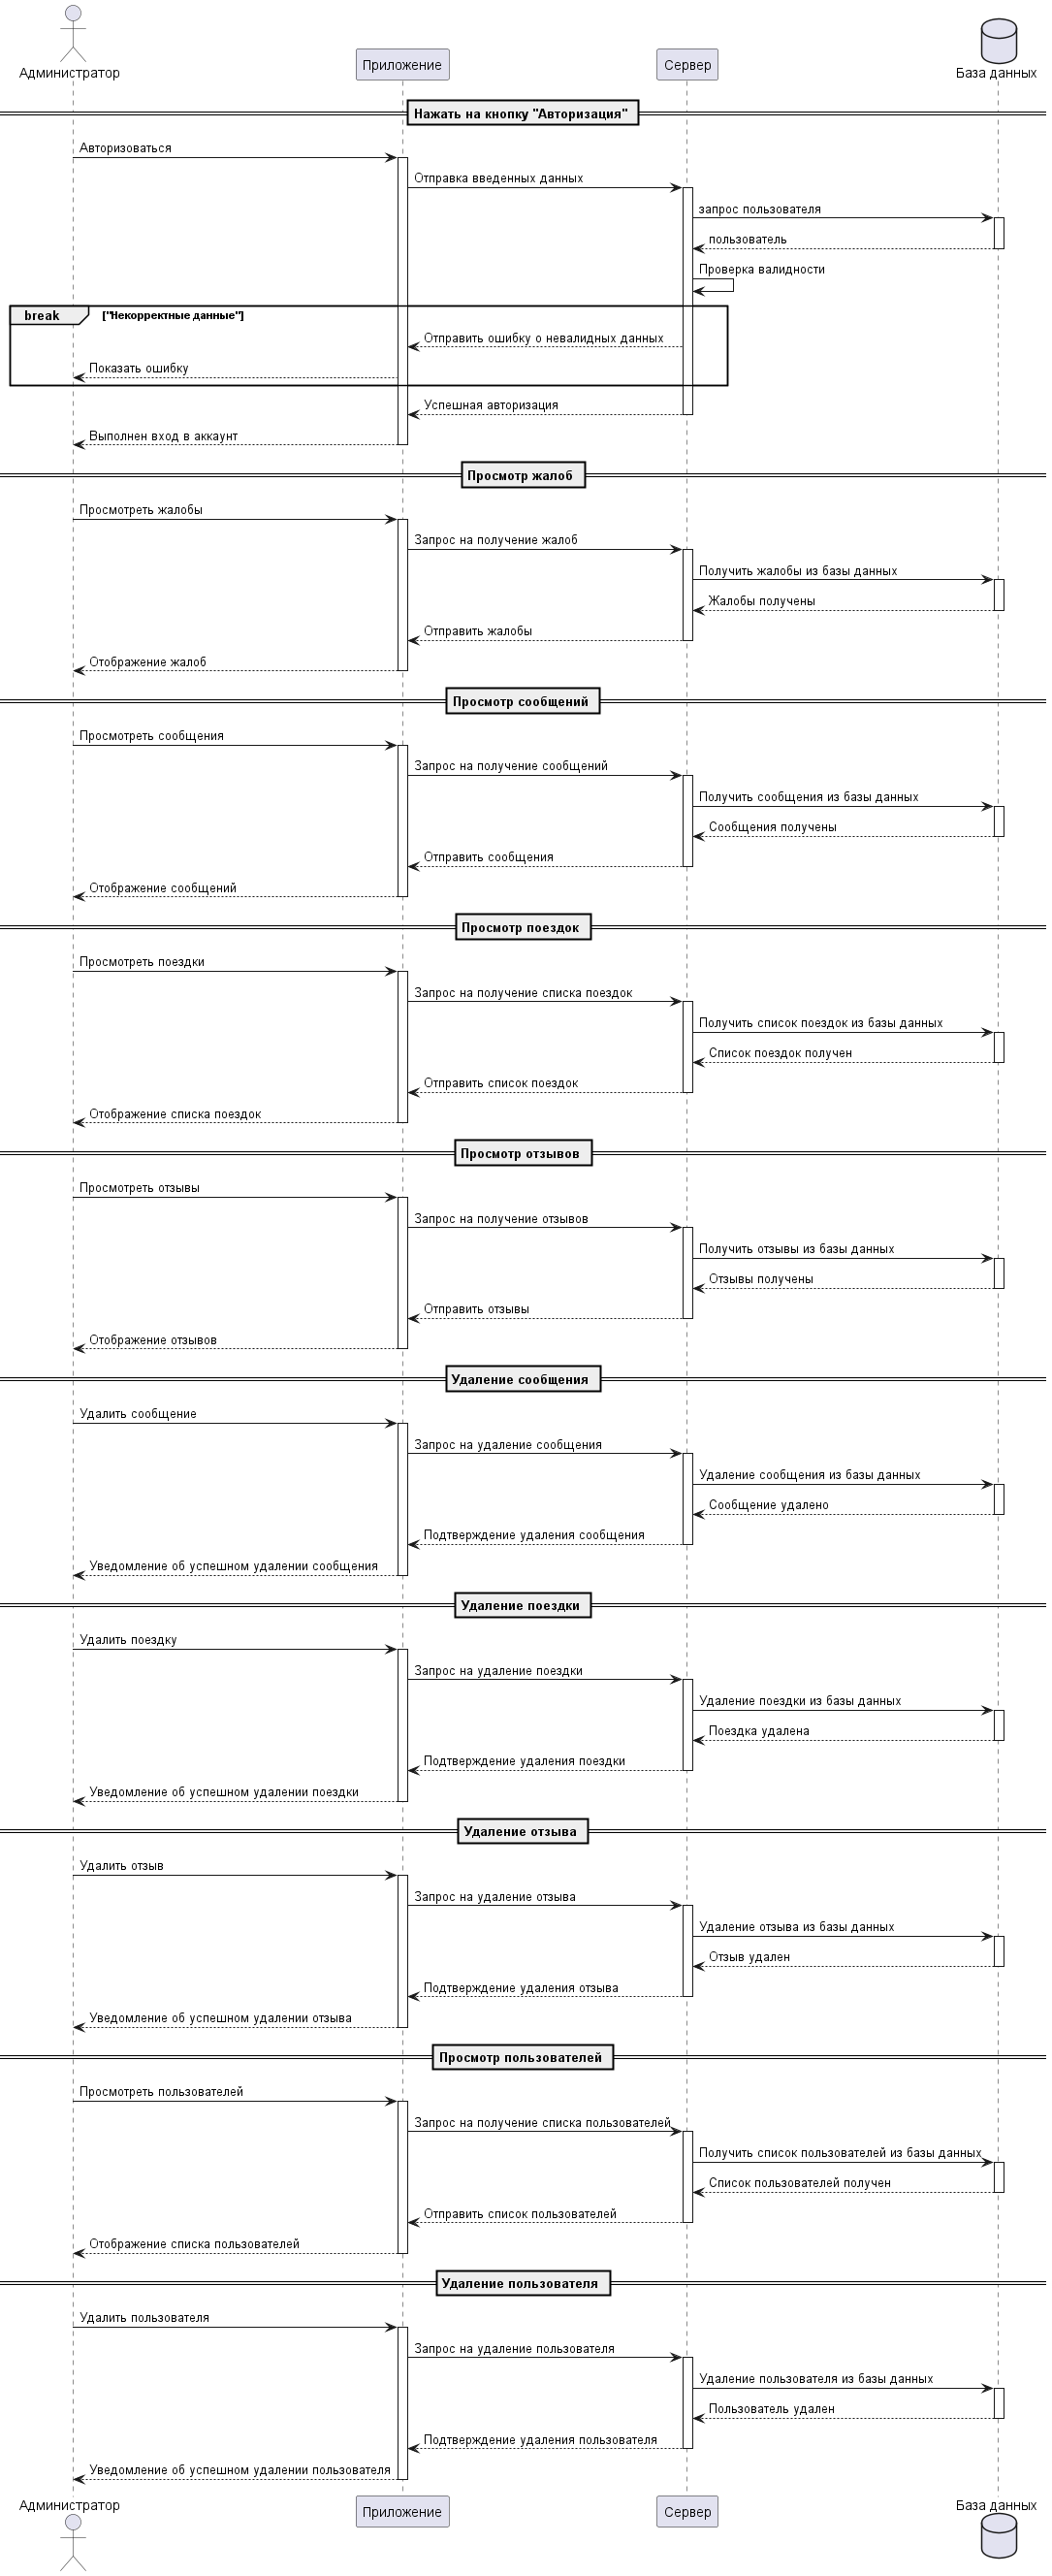 Администратор
Приложение
Сервер
База данных
Нажать на кнопку "Авторизация"
Авторизоваться
Отправка введенных данных
запрос пользователя
пользователь
Проверка валидности
break
["Некорректные данные"]
Отправить ошибку о невалидных данных
Показать ошибку
Успешная авторизация
Выполнен вход в аккаунт
Просмотр жалоб
Просмотреть жалобы
Запрос на получение жалоб
Получить жалобы из базы данных
Жалобы получены
Отправить жалобы
Отображение жалоб
Просмотр сообщений
Просмотреть сообщения
Запрос на получение сообщений
Получить сообщения из базы данных
Сообщения получены
Отправить сообщения
Отображение сообщений
Просмотр поездок
Просмотреть поездки
Запрос на получение списка поездок
Получить список поездок из базы данных
Список поездок получен
Отправить список поездок
Отображение списка поездок
Просмотр отзывов
Просмотреть отзывы
Запрос на получение отзывов
Получить отзывы из базы данных
Отзывы получены
Отправить отзывы
Отображение отзывов
Удаление сообщения
Удалить сообщение
Запрос на удаление сообщения
Удаление сообщения из базы данных
Сообщение удалено
Подтверждение удаления сообщения
Уведомление об успешном удалении сообщения
Удаление поездки
Удалить поездку
Запрос на удаление поездки
Удаление поездки из базы данных
Поездка удалена
Подтверждение удаления поездки
Уведомление об успешном удалении поездки
Удаление отзыва
Удалить отзыв
Запрос на удаление отзыва
Удаление отзыва из базы данных
Отзыв удален
Подтверждение удаления отзыва
Уведомление об успешном удалении отзыва
Просмотр пользователей
Просмотреть пользователей
Запрос на получение списка пользователей
Получить список пользователей из базы данных
Список пользователей получен
Отправить список пользователей
Отображение списка пользователей
Удаление пользователя
Удалить пользователя
Запрос на удаление пользователя
Удаление пользователя из базы данных
Пользователь удален
Подтверждение удаления пользователя
Уведомление об успешном удалении пользователя
Администратор
Приложение
Сервер
База данных